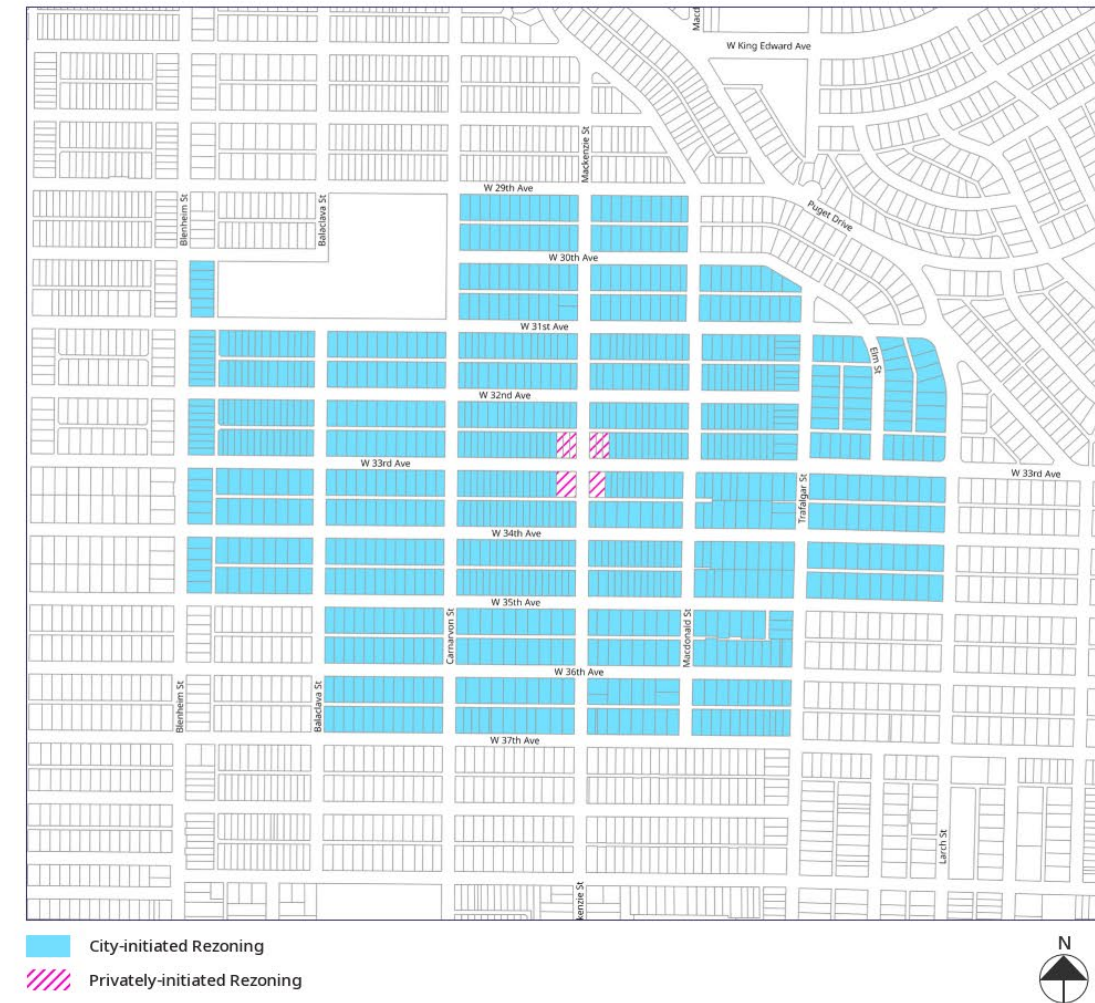 Macd
W King Edward Ave
Mackenzie St
W 29th Ave
Blenheim St
Balaclava St
Puget Drive
W 30th Ave
W 31st Ave
Elm St
W 32nd Ave
W 33rd Ave
W 33rd Ave
Trafalgar St
W 34th Ave
W 35th Ave
Carnarvon St
Macdonald St
W 36th Ave
Blenheim St
Balaclava St
W 37th Ave
Larch St
kenzie St
City-initiated Rezoning
N
Privately-initiated Rezoning